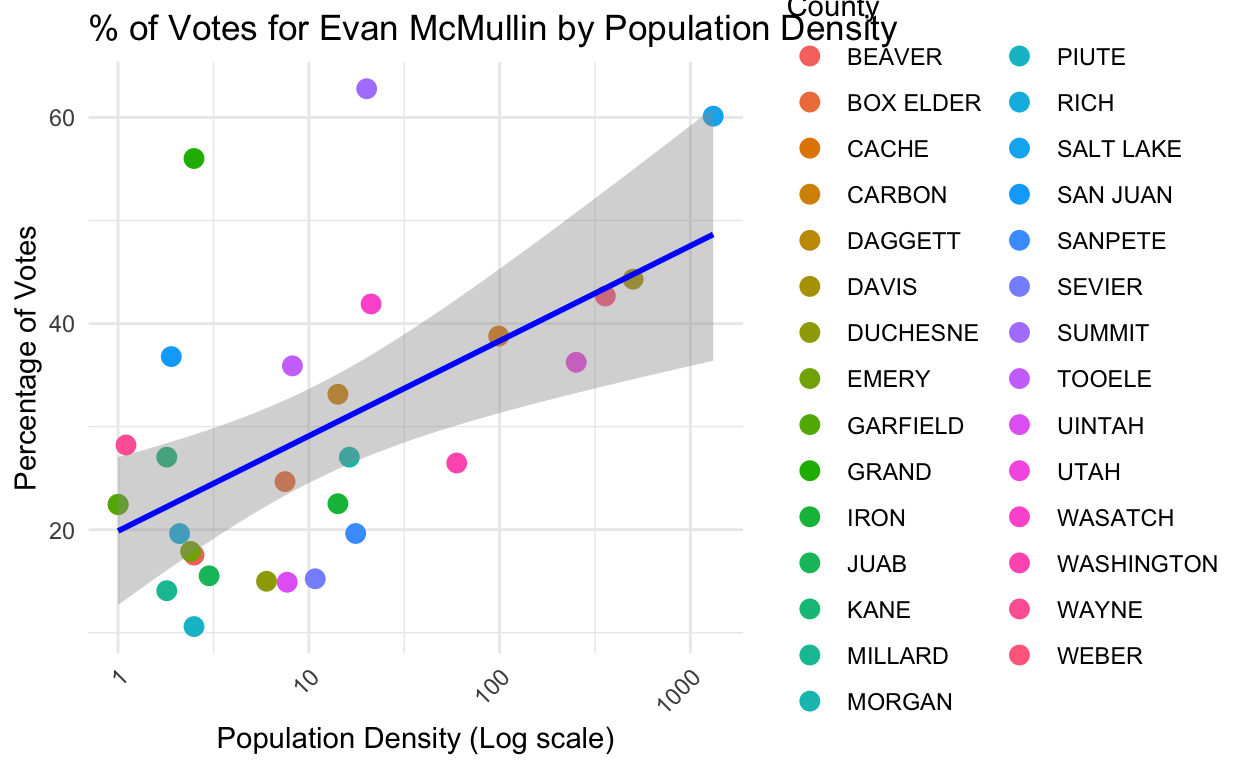 County
% of Votes for Evan McMullin by Population Density
BEAVER
BOX ELDER
CACHE
CARBON
DAGGETT
DAVIS
DUCHESNE
EMERY
GARFIELD
GRAND
IRON
JUAB
KANE
MILLARD
MORGAN
PIUTE
RICH
SALT LAKE
SAN JUAN
SANPETE
SEVIER
SUMMIT
TOOELE
UINTAH
UTAH
WASATCH
WASHINGTON
WAYNE
WEBER
Percentage of Votes
60
40
20
1
10
100
1000
Population Density (Log scale)